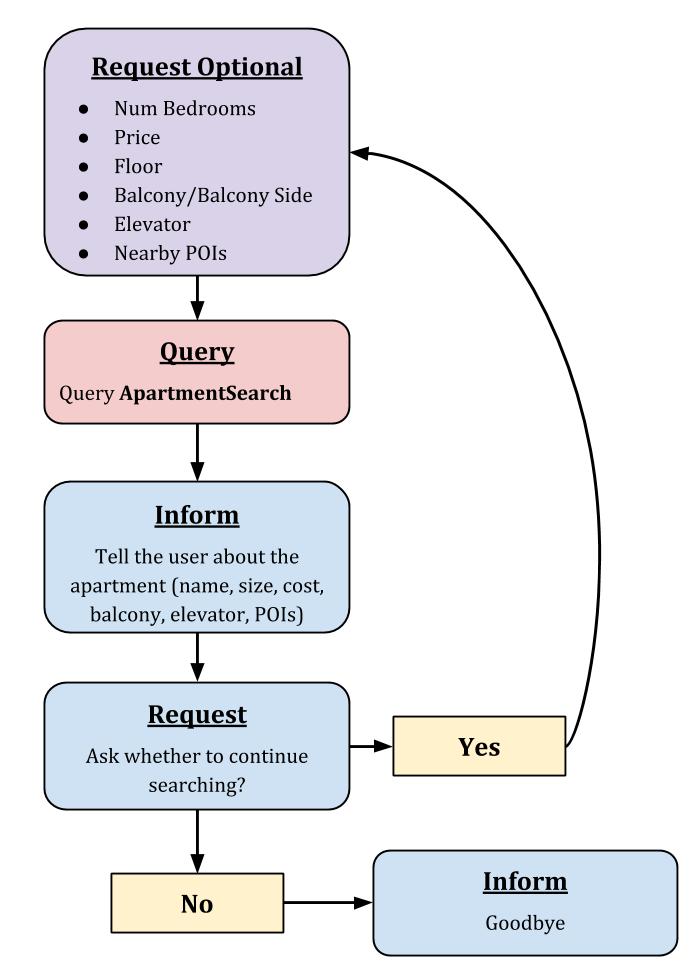 Request Optional
● Num Bedrooms
● Price
● Floor
● Balcony/Balcony Side
● Elevator
● Nearby POIs
Query
Query ApartmentSearch
Inform
Tell the user about the
apartment (name, size, cost,
balcony, elevator, POIs)
Request
Ask whether to continue
searching?
Yes
No
Inform
Goodbye